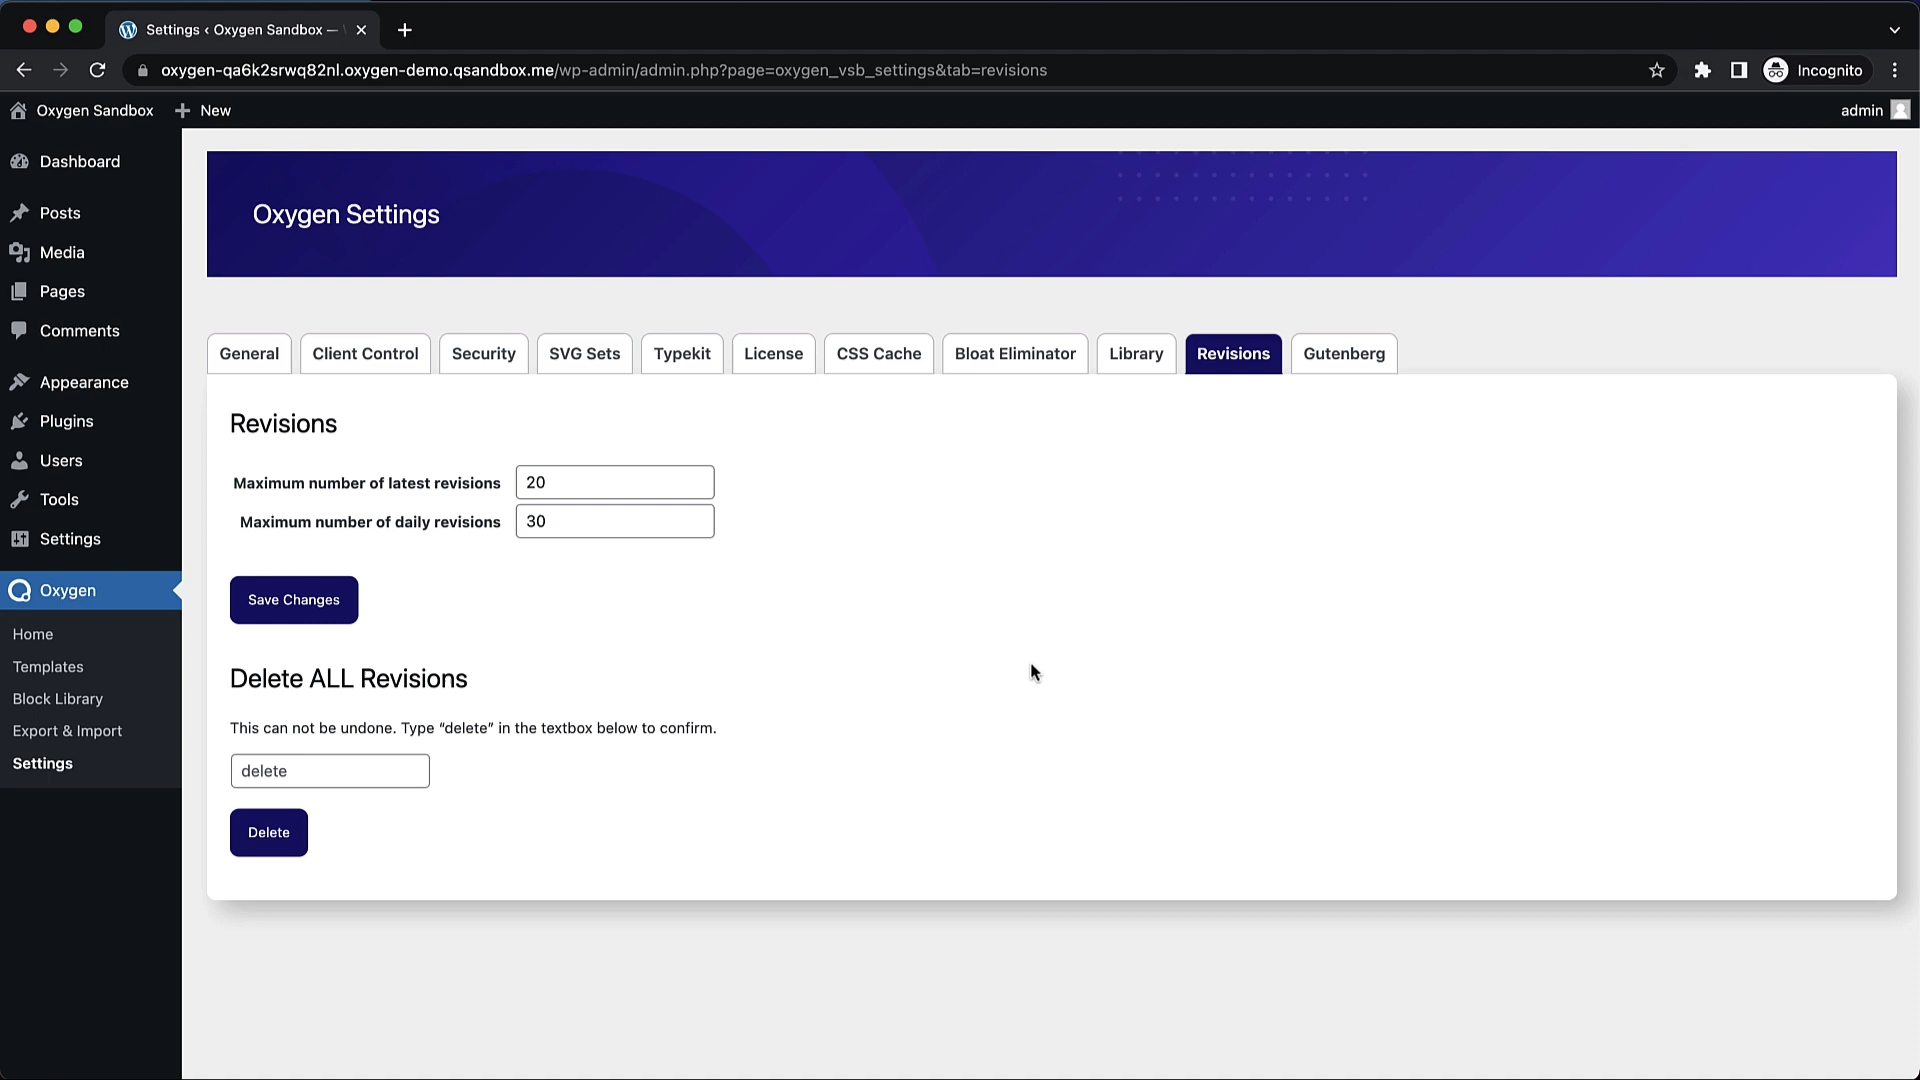 Settings ‹ Oxygen Sandbox —
oxygen-qa6k2srwq82nl.oxygen-demo.qsandbox.me/wp-admin/admin.php?page=oxygen_vsb_settings&tab=revisions
Incognito
Oxygen Sandbox
New
admin
Dashboard
Posts
Media
Pages
Comments
Appearance
Plugins
Users
Tools
Settings
Oxygen
Home
Templates
Block Library
Export & Import
Settings
Oxygen Settings
General
Client Control
Security
SVG Sets
Typekit
License
CSS Cache
Bloat Eliminator
Library
Revisions
Gutenberg
Revisions
Maximum number of latest revisions 20
Maximum number of daily revisions 30
Save Changes
Delete ALL Revisions
This can not be undone. Type “delete” in the textbox below to confirm.
delete
Delete